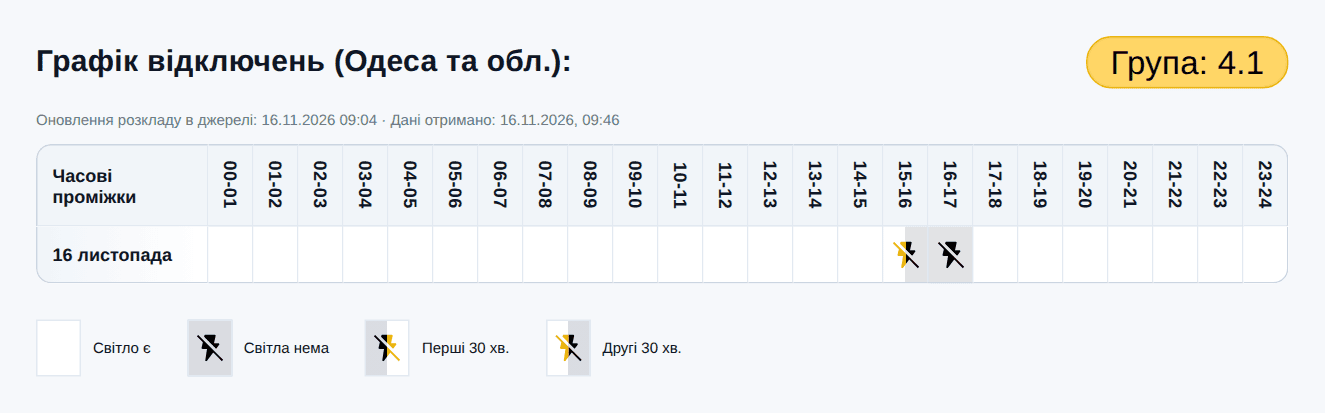 Графік відключень (Одеса та обл.):
Група: 4.1
Оновлення розкладу в джерелі: 16.11.2026 09:04 · Дані отримано: 16.11.2026, 09:46
Часові
проміжки
00-01
01-02
02-03
03-04
04-05
05-06
06-07
07-08
08-09
09-10
10-11
11-12
12-13
13-14
14-15
15-16
16-17
17-18
18-19
19-20
20-21
21-22
22-23
23-24
16 листопада
Світло є
Світла нема
Перші 30 хв.
Другі 30 хв.